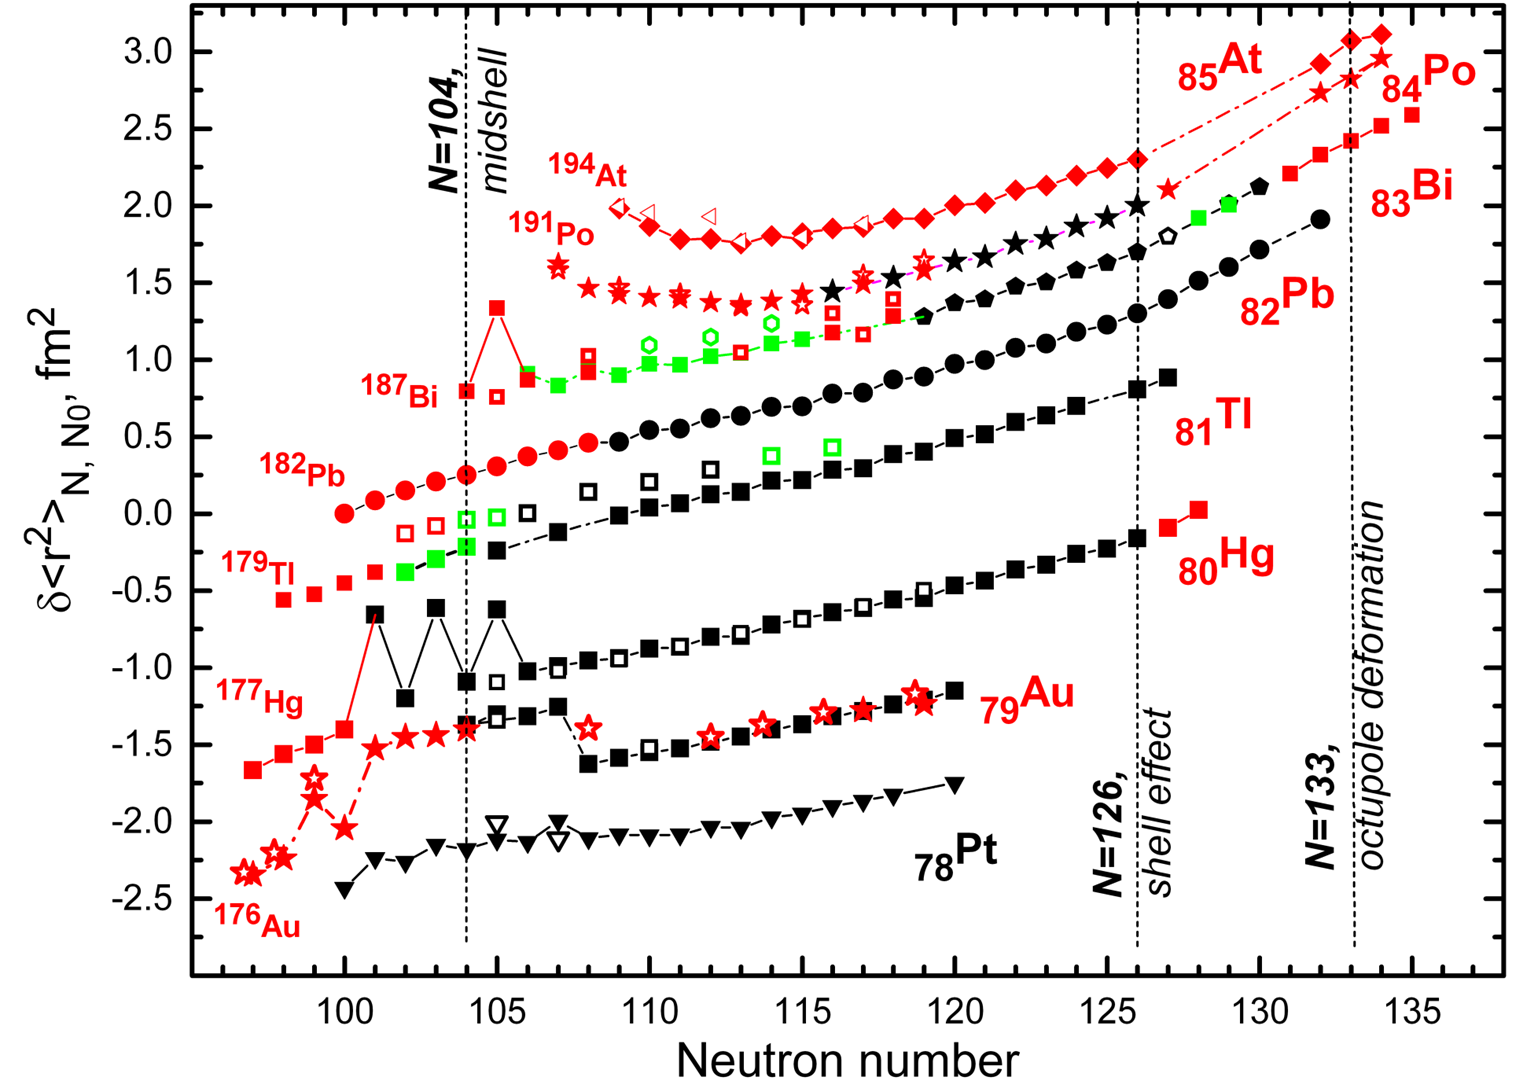 δ<r²>N, N0, fm²
3.0
2.5
2.0
1.5
1.0
0.5
0.0
-0.5
-1.0
-1.5
-2.0
-2.5
N=104,
midshell
194At
191Po
187Bi
182Pb
179Tl
177Hg
176Au
85At
84Po
83Bi
82Pb
81Tl
80Hg
79Au
78Pt
N=126,
shell effect
N=133,
octupole deformation
100
105
110
115
120
125
130
135
Neutron number